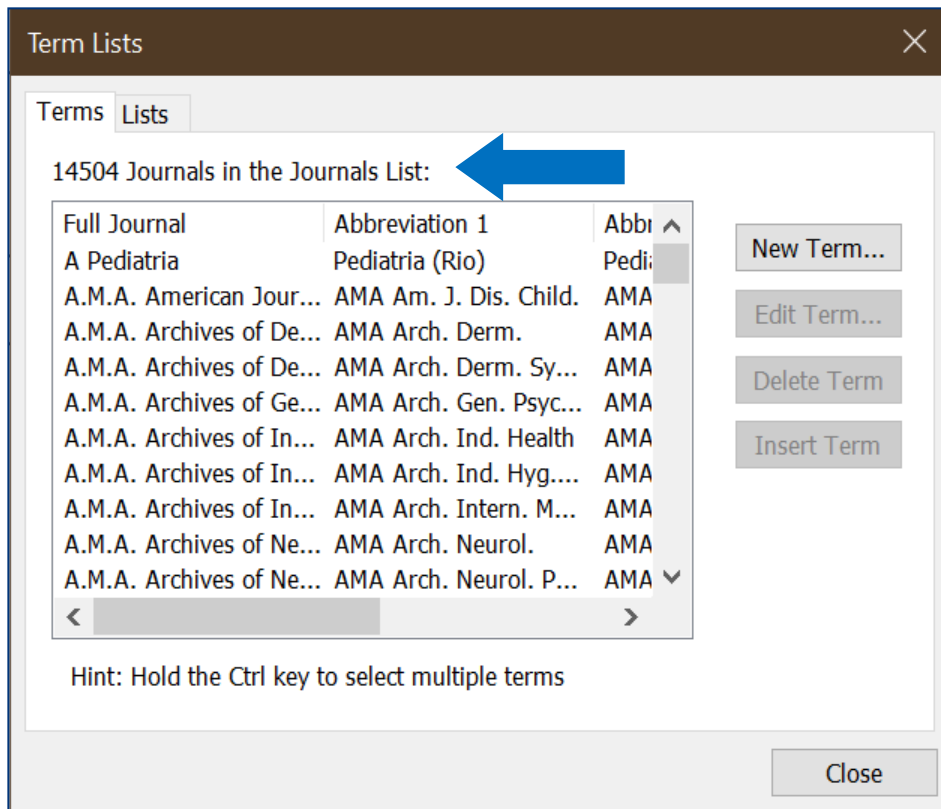 Term Lists
Terms Lists
14504 Journals in the Journals List:
Full Journal Abbreviation 1 Abbr
A Pediatria Pediatria (Rio) Pedi
A.M.A. American Jour... AMA Am. J. Dis. Child. AMA
A.M.A. Archives of De... AMA Arch. Derm. AMA
A.M.A. Archives of De... AMA Arch. Derm. Sy... AMA
A.M.A. Archives of Ge... AMA Arch. Gen. Psyc... AMA
A.M.A. Archives of In... AMA Arch. Ind. Health AMA
A.M.A. Archives of In... AMA Arch. Ind. Hyg.... AMA
A.M.A. Archives of In... AMA Arch. Intern. M... AMA
A.M.A. Archives of Ne... AMA Arch. Neurol. AMA
A.M.A. Archives of Ne... AMA Arch. Neurol. P... AMA
New Term...
Edit Term...
Delete Term
Insert Term
Hint: Hold the Ctrl key to select multiple terms
Close